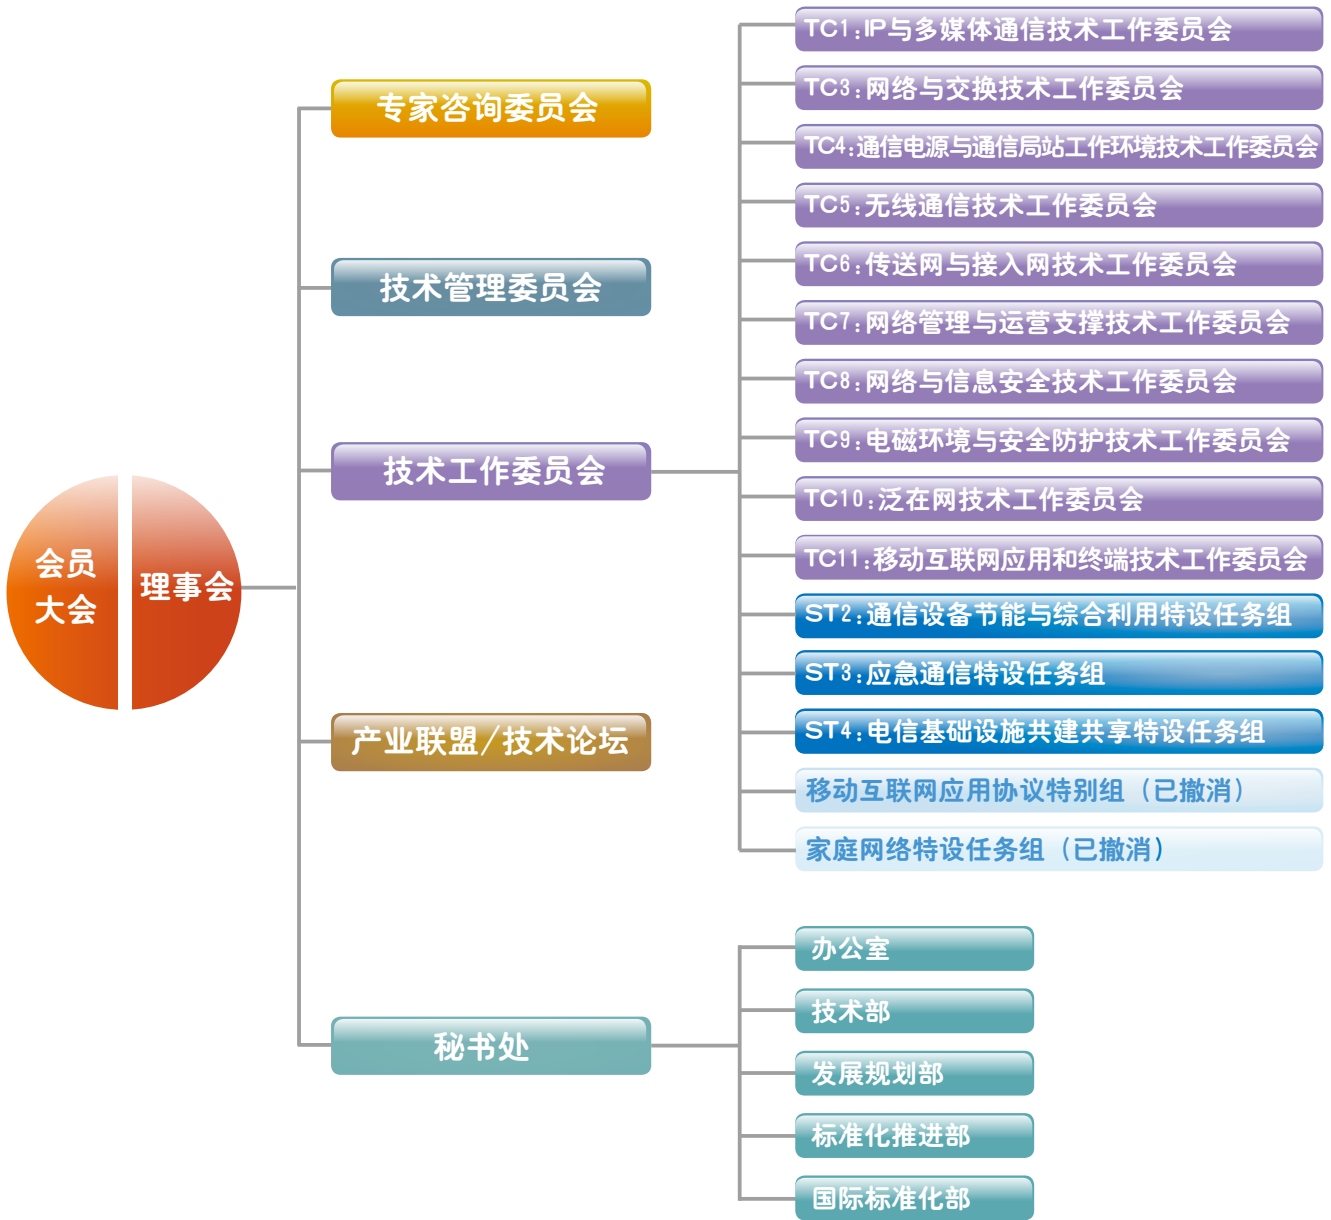 会员
大会
理事会
专家咨询委员会
技术管理委员会
技术工作委员会
产业联盟/技术论坛
秘书处
TC1:IP与多媒体通信技术工作委员会
TC3:网络与交换技术工作委员会
TC4:通信电源与通信局站工作环境技术工作委员会
TC5:无线通信技术工作委员会
TC6:传送网与接入网技术工作委员会
TC7:网络管理与运营支撑技术工作委员会
TC8:网络与信息安全技术工作委员会
TC9:电磁环境与安全防护技术工作委员会
TC10:泛在网技术工作委员会
TC11:移动互联网应用和终端技术工作委员会
ST2:通信设备节能与综合利用特设任务组
ST3:应急通信特设任务组
ST4:电信基础设施共建共享特设任务组
移动互联网应用协议特别组（已撤消）
家庭网络特设任务组（已撤消）
办公室
技术部
发展规划部
标准化推进部
国际标准化部